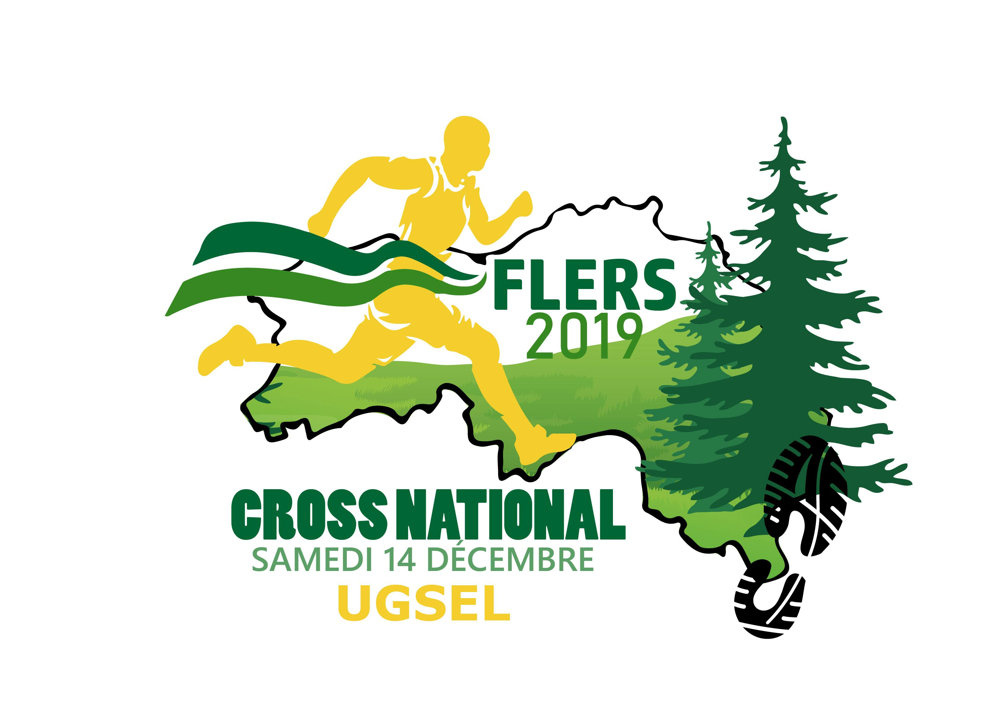 FLERS
2019
CROSS NATIONAL
SAMEDI 14 DÉCEMBRE
UGSEL